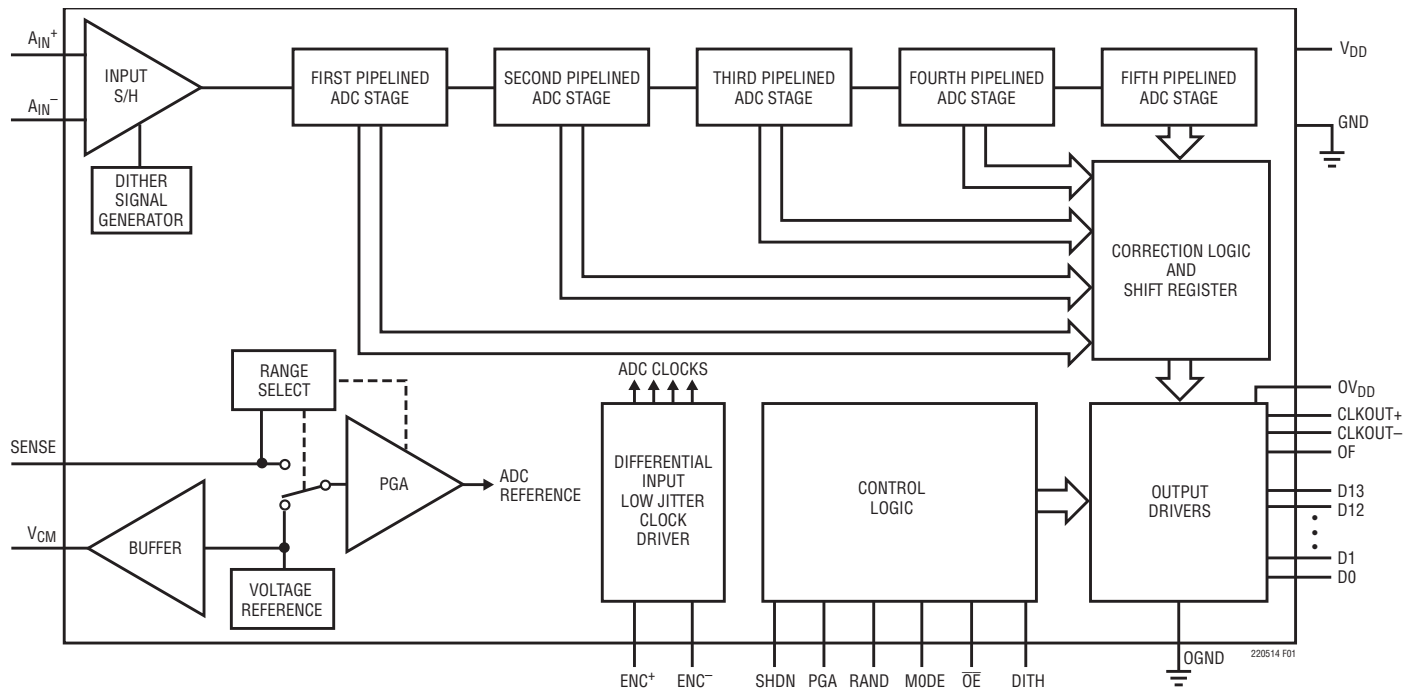 AIN+
INPUT
S/H
AIN−
DITHER
SIGNAL
GENERATOR
FIRST PIPELINED
ADC STAGE
SECOND PIPELINED
ADC STAGE
THIRD PIPELINED
ADC STAGE
FOURTH PIPELINED
ADC STAGE
FIFTH PIPELINED
ADC STAGE
VDD
GND
CORRECTION LOGIC
AND
SHIFT REGISTER
RANGE
SELECT
SENSE
PGA
ADC
REFERENCE
VCM
BUFFER
VOLTAGE
REFERENCE
ADC CLOCKS
DIFFERENTIAL
INPUT
LOW JITTER
CLOCK
DRIVER
CONTROL
LOGIC
OUTPUT
DRIVERS
OVDD
CLKOUT+
CLKOUT−
OF
D13
D12
D1
D0
OGND
ENC+
ENC−
SHDN
PGA
RAND
MODE
O̅E̅
DITH
220514 F01